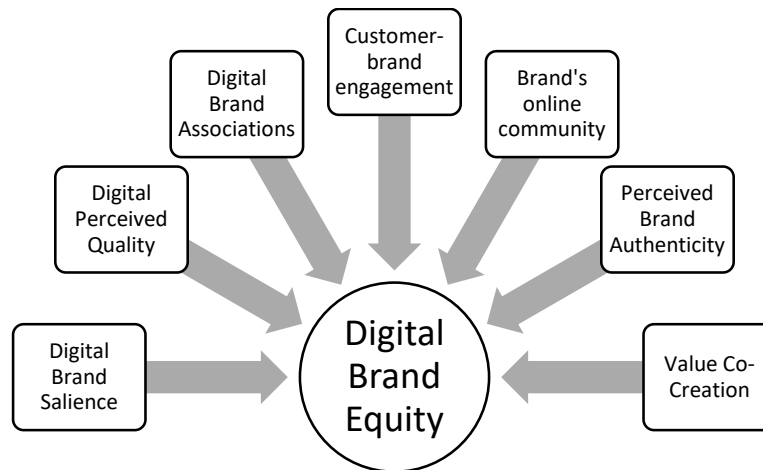 Customer-
brand
engagement
Digital
Brand
Associations
Brand's
online
community
Digital
Perceived
Quality
Perceived
Brand
Authenticity
Digital
Brand
Salience
Digital
Brand
Equity
Value Co-
Creation